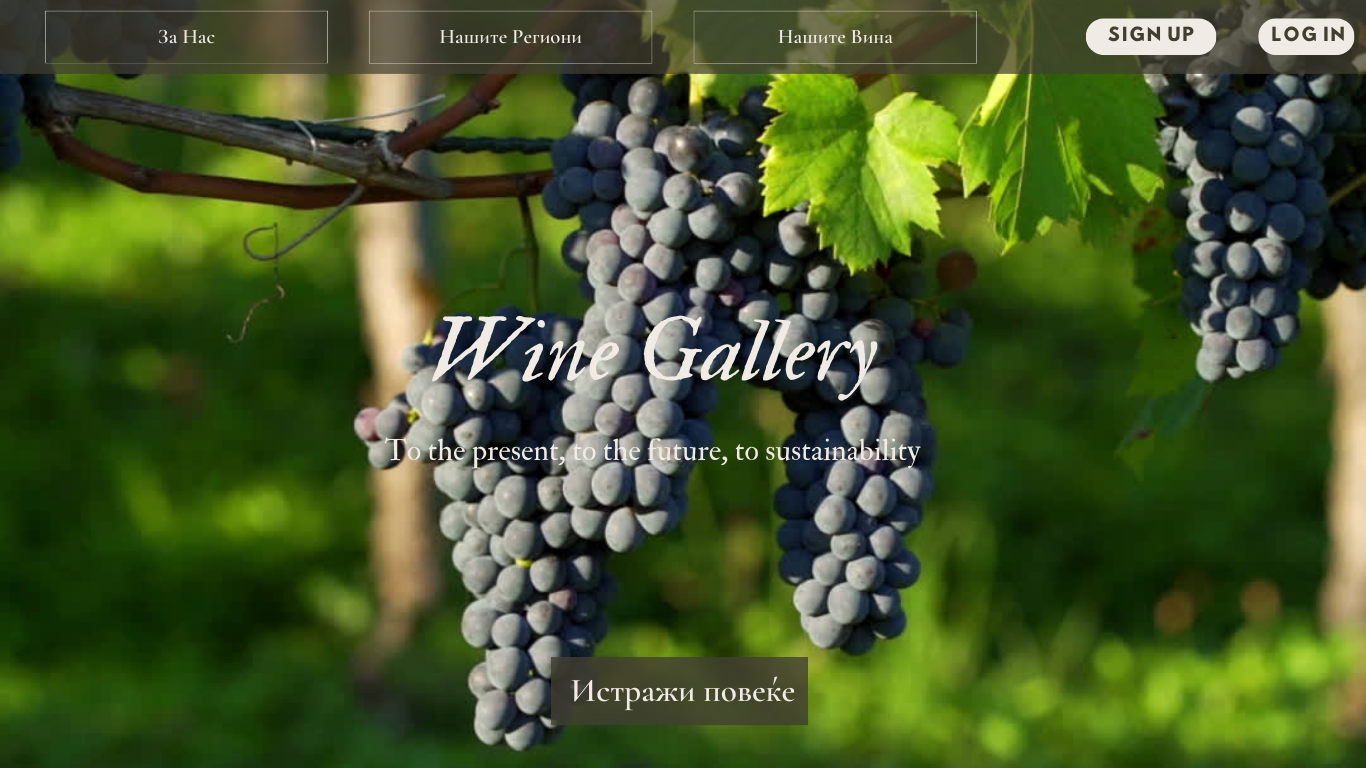 За Нас
Нашите Региони
Нашите Вина
SIGN UP
LOG IN
Wine Gallery
To the present, to the future, to sustainability
Истражи повеќе